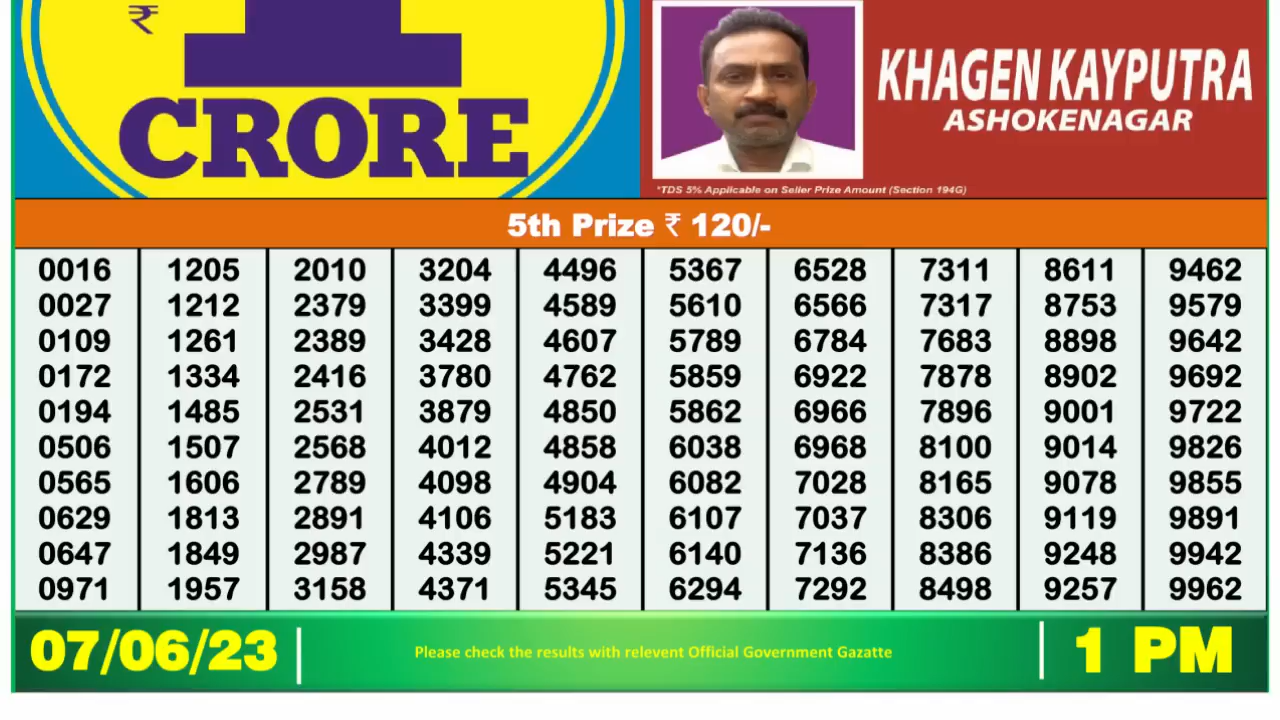 ₹
CRORE
KHAGEN KAYPUTRA
ASHOKENAGAR
*TDS 5% Applicable on Seller Prize Amount (Section 194G)
5th Prize ₹ 120/-
0016 1205 2010 3204 4496 5367 6528 7311 8611 9462
0027 1212 2379 3399 4589 5610 6566 7317 8753 9579
0109 1261 2389 3428 4607 5789 6784 7683 8898 9642
0172 1334 2416 3780 4762 5859 6922 7878 8902 9692
0194 1485 2531 3879 4850 5862 6966 7896 9001 9722
0506 1507 2568 4012 4858 6038 6968 8100 9014 9826
0565 1606 2789 4098 4904 6082 7028 8165 9078 9855
0629 1813 2891 4106 5183 6107 7037 8306 9119 9891
0647 1849 2987 4339 5221 6140 7136 8386 9248 9942
0971 1957 3158 4371 5345 6294 7292 8498 9257 9962
07/06/23
Please check the results with relevent Official Government Gazatte
1 PM